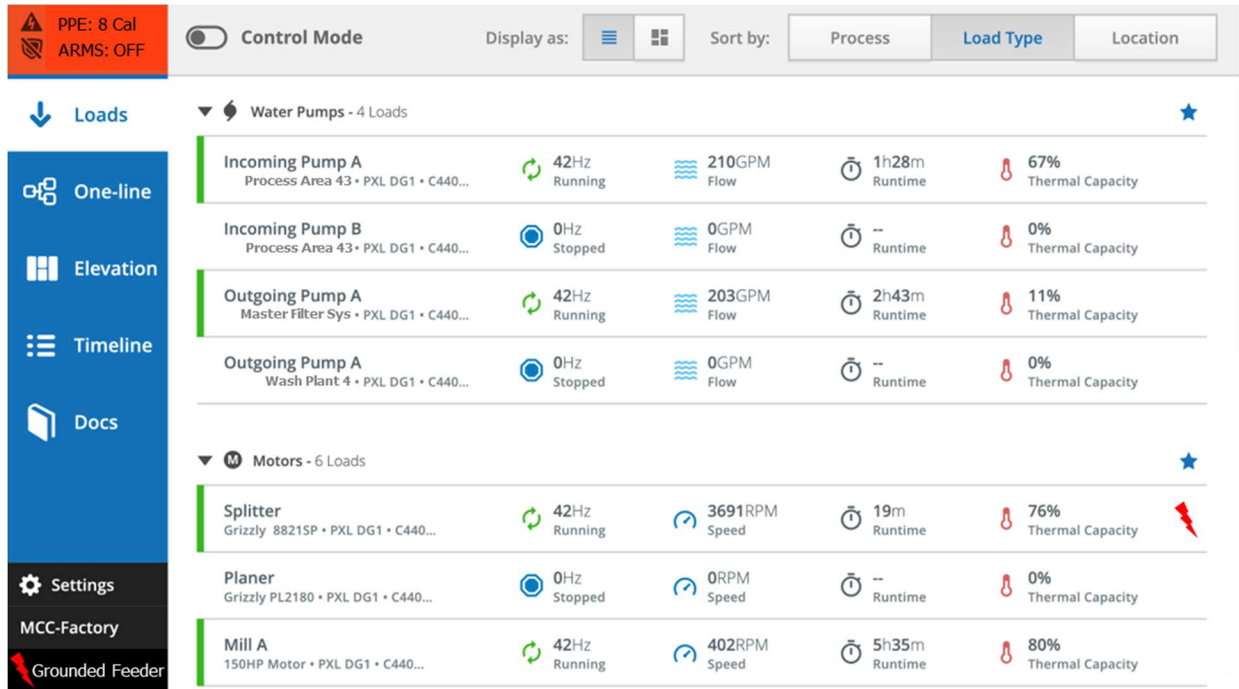 PPE: 8 Cal
ARMS: OFF
Control Mode
Display as:
Sort by:
Process
Load Type
Location
Loads
One-line
Elevation
Timeline
Docs
Settings
MCC-Factory
Grounded Feeder
Water Pumps - 4 Loads
Incoming Pump A
Process Area 43 • PXL DG1 • C440...
42Hz
Running
210GPM
Flow
1h28m
Runtime
67%
Thermal Capacity
Incoming Pump B
Process Area 43 • PXL DG1 • C440...
0Hz
Stopped
0GPM
Flow
--
Runtime
0%
Thermal Capacity
Outgoing Pump A
Master Filter Sys • PXL DG1 • C440...
42Hz
Running
203GPM
Flow
2h43m
Runtime
11%
Thermal Capacity
Outgoing Pump A
Wash Plant 4 • PXL DG1 • C440...
0Hz
Stopped
0GPM
Flow
--
Runtime
0%
Thermal Capacity
M
Motors - 6 Loads
Splitter
Grizzly 8821SP • PXL DG1 • C440...
42Hz
Running
3691RPM
Speed
19m
Runtime
76%
Thermal Capacity
Planer
Grizzly PL2180 • PXL DG1 • C440...
0Hz
Stopped
0RPM
Speed
--
Runtime
0%
Thermal Capacity
Mill A
150HP Motor • PXL DG1 • C440...
42Hz
Running
402RPM
Speed
5h35m
Runtime
80%
Thermal Capacity